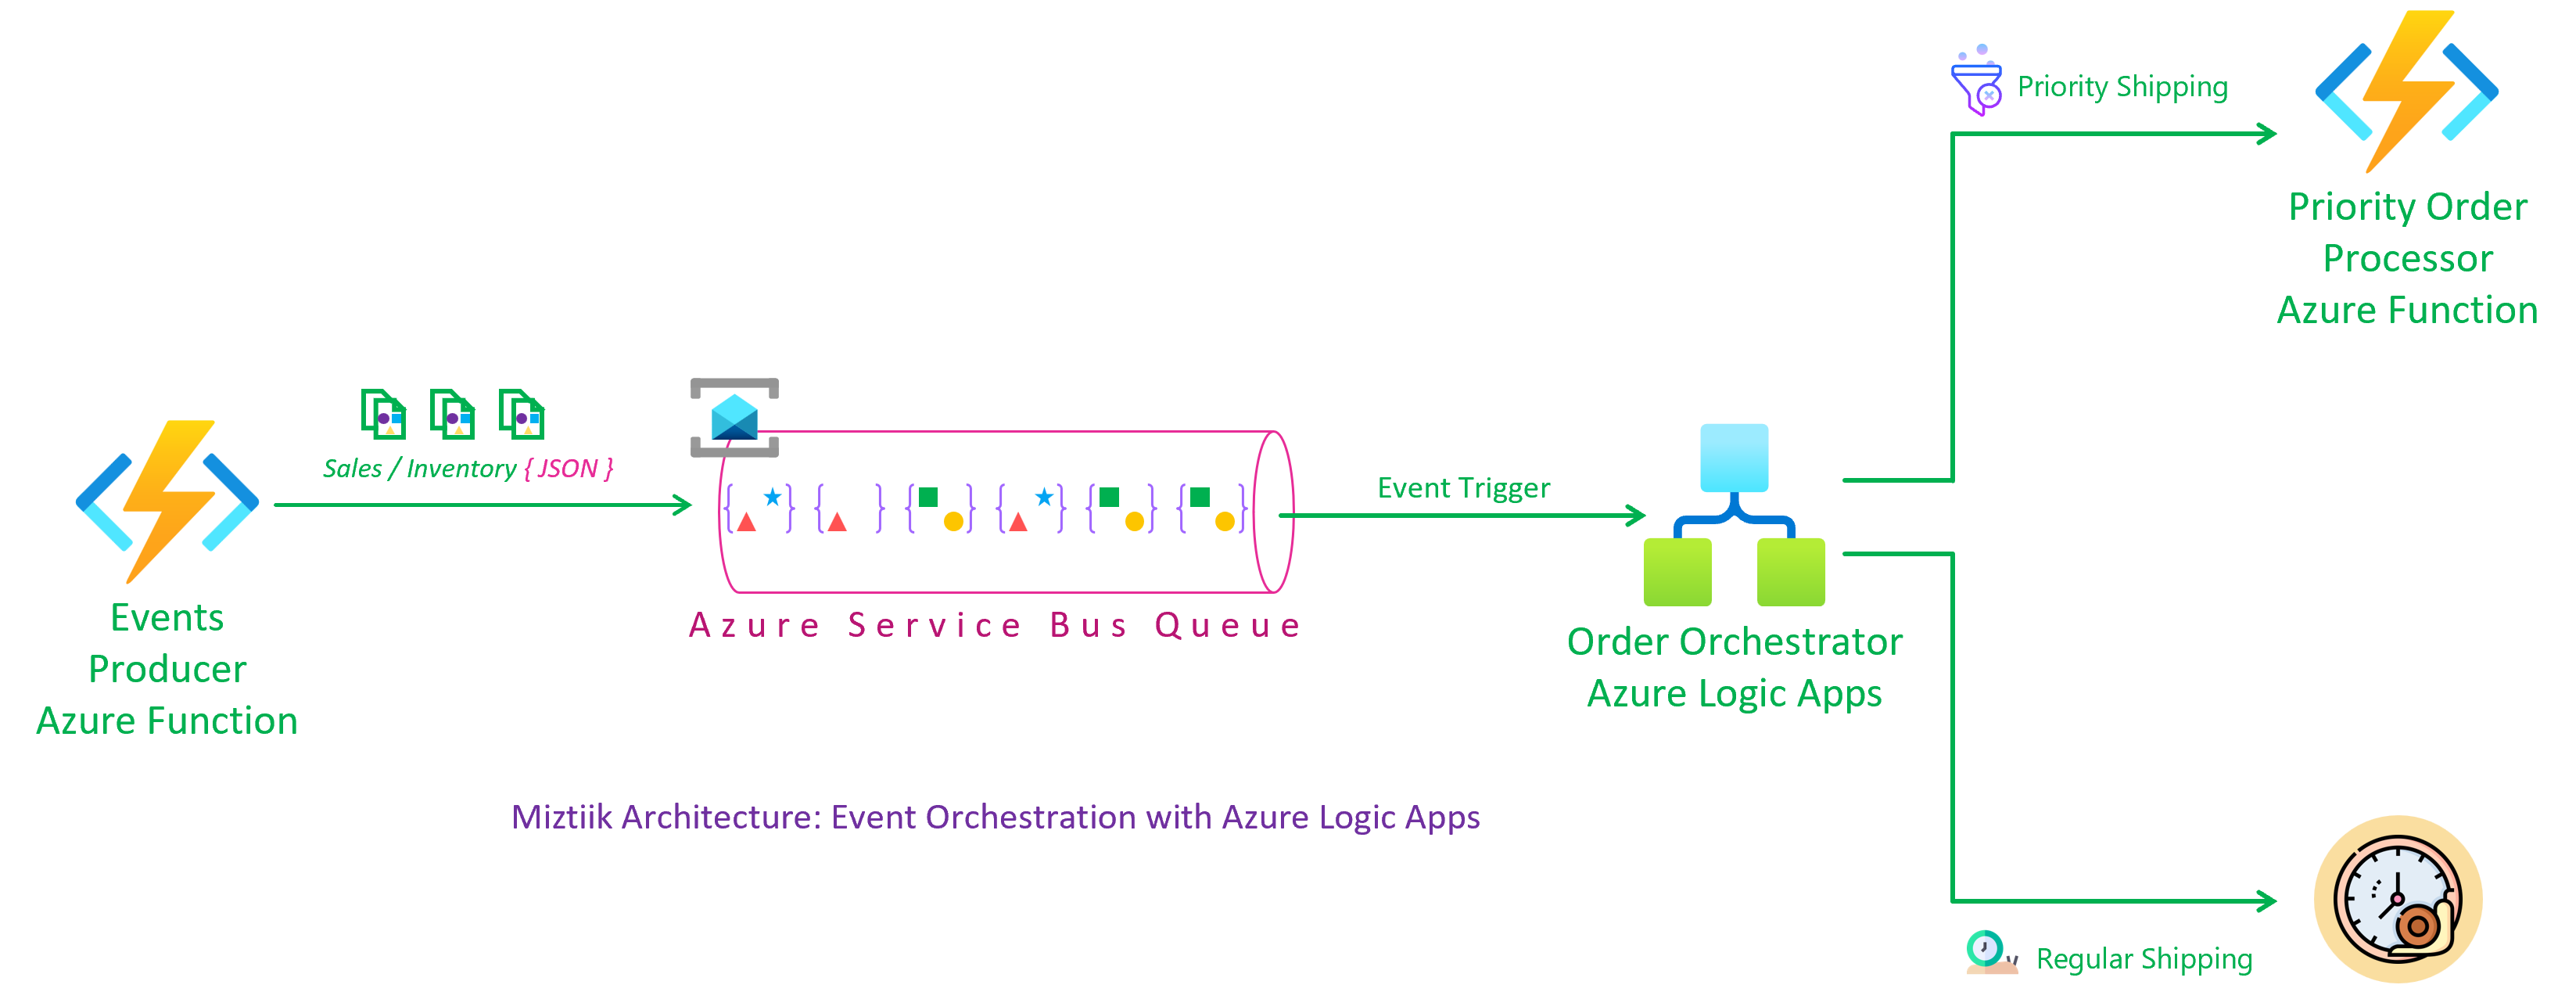 Priority Shipping
Priority Order
Processor
Azure Function
Sales / Inventory { JSON }
Event Trigger
Events
Producer
Azure Function
Azure Service Bus Queue
Order Orchestrator
Azure Logic Apps
Miztiik Architecture: Event Orchestration with Azure Logic Apps
Regular Shipping